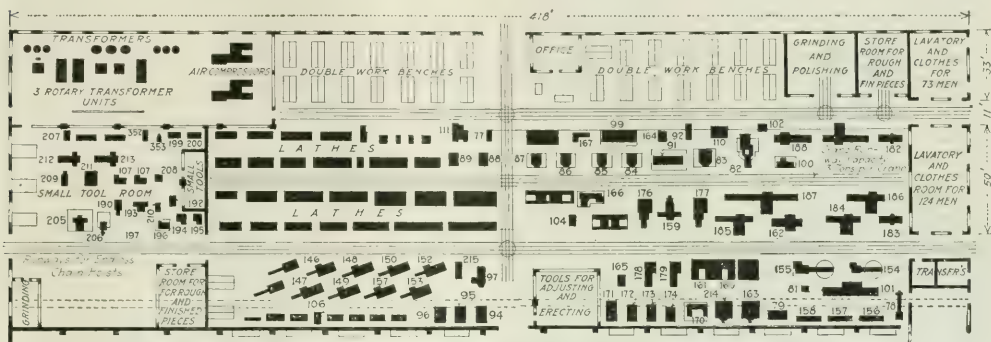 418'
TRANSFORMERS
3 ROTARY TRANSFORMER
UNITS
AIR COMPRESSORS
DOUBLE WORK BENCHES
OFFICE
DOUBLE WORK BENCHES
GRINDING
AND
POLISHING
STORE
ROOM FOR
ROUGH
AND
FIN PIECES
LAVATORY
AND
CLOTHES
FOR
73 MEN
33'
11'
50'
207
352
353
199
200
212
211
213
209
107
107
208
SMALL TOOL ROOM
SMALL TOOLS
190
193
210
192
205
206
197
196
194
195
LATHES
LATHES
111
77
89
88
99
167
164
92
91
110
102
82
83
87
86
85
84
188
182
100
LAVATORY
AND
CLOTHES
ROOM FOR
124 MEN
166
104
176
159
177
187
186
185
162
184
183
Chain Hoists
GRINDING
STORE
ROOM FOR
FOR ROUGH
AND
FINISHED
PIECES
146
148
150
152
147
149
157
153
106
215
97
95
96
94
TOOLS FOR
ADJUSTING
AND
ERECTING
165
178
179
171
172
173
174
161
160
214
163
170
79
155
154
81
101
78
158
157
156
TRANSF'RS